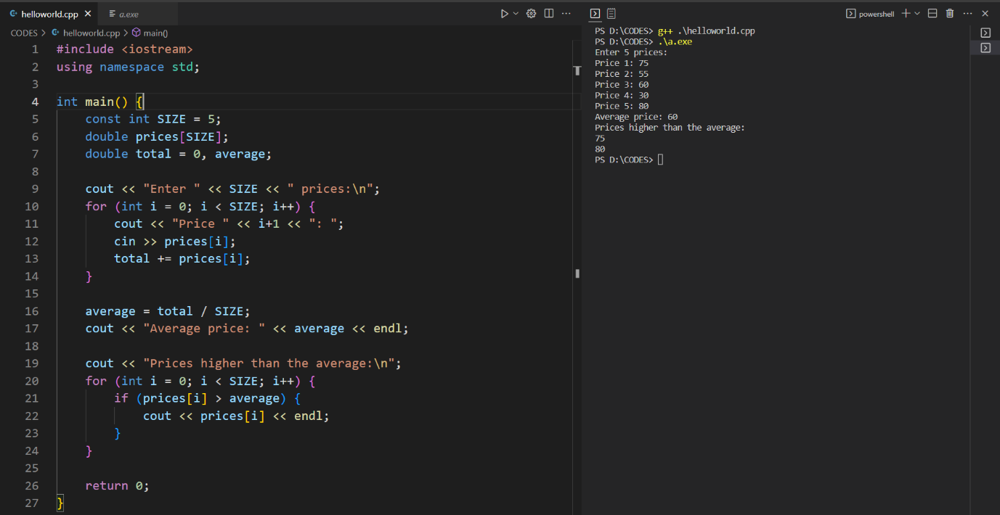 helloworld.cpp
a.exe
powershell
CODES > helloworld.cpp > main()
1 #include <iostream>
2 using namespace std;
3
4 int main() {
5     const int SIZE = 5;
6     double prices[SIZE];
7     double total = 0, average;
8
9     cout << "Enter " << SIZE << " prices:\n";
10     for (int i = 0; i < SIZE; i++) {
11         cout << "Price " << i+1 << ": ";
12         cin >> prices[i];
13         total += prices[i];
14     }
15
16     average = total / SIZE;
17     cout << "Average price: " << average << endl;
18
19     cout << "Prices higher than the average:\n";
20     for (int i = 0; i < SIZE; i++) {
21         if (prices[i] > average) {
22             cout << prices[i] << endl;
23         }
24     }
25
26     return 0;
27 }
PS D:\CODES> g++ .\helloworld.cpp
PS D:\CODES> .\a.exe
Enter 5 prices:
Price 1: 75
Price 2: 55
Price 3: 60
Price 4: 30
Price 5: 80
Average price: 60
Prices higher than the average:
75
80
PS D:\CODES>